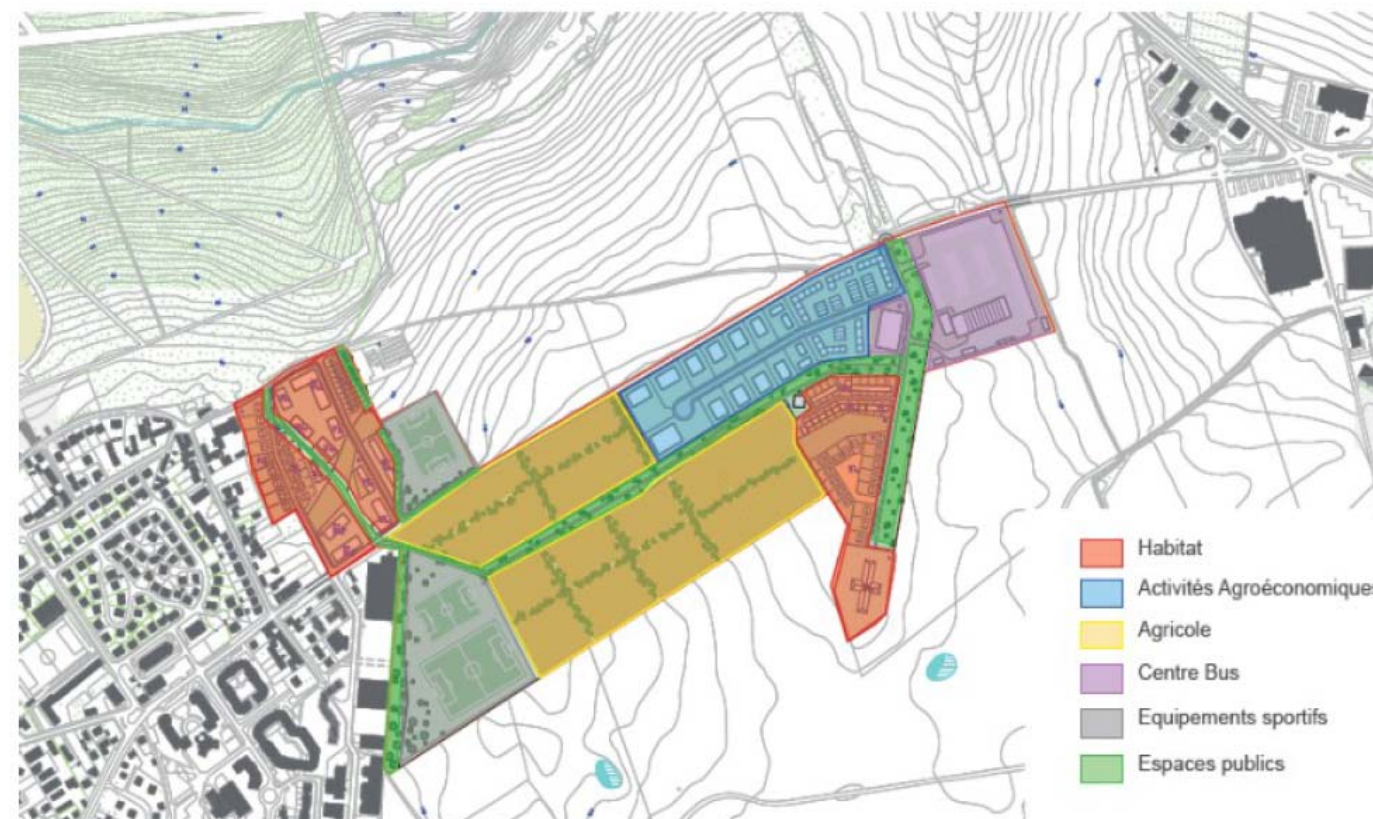 Habitat
Activités Agroéconomiques
Agricole
Centre Bus
Equipements sportifs
Espaces publics